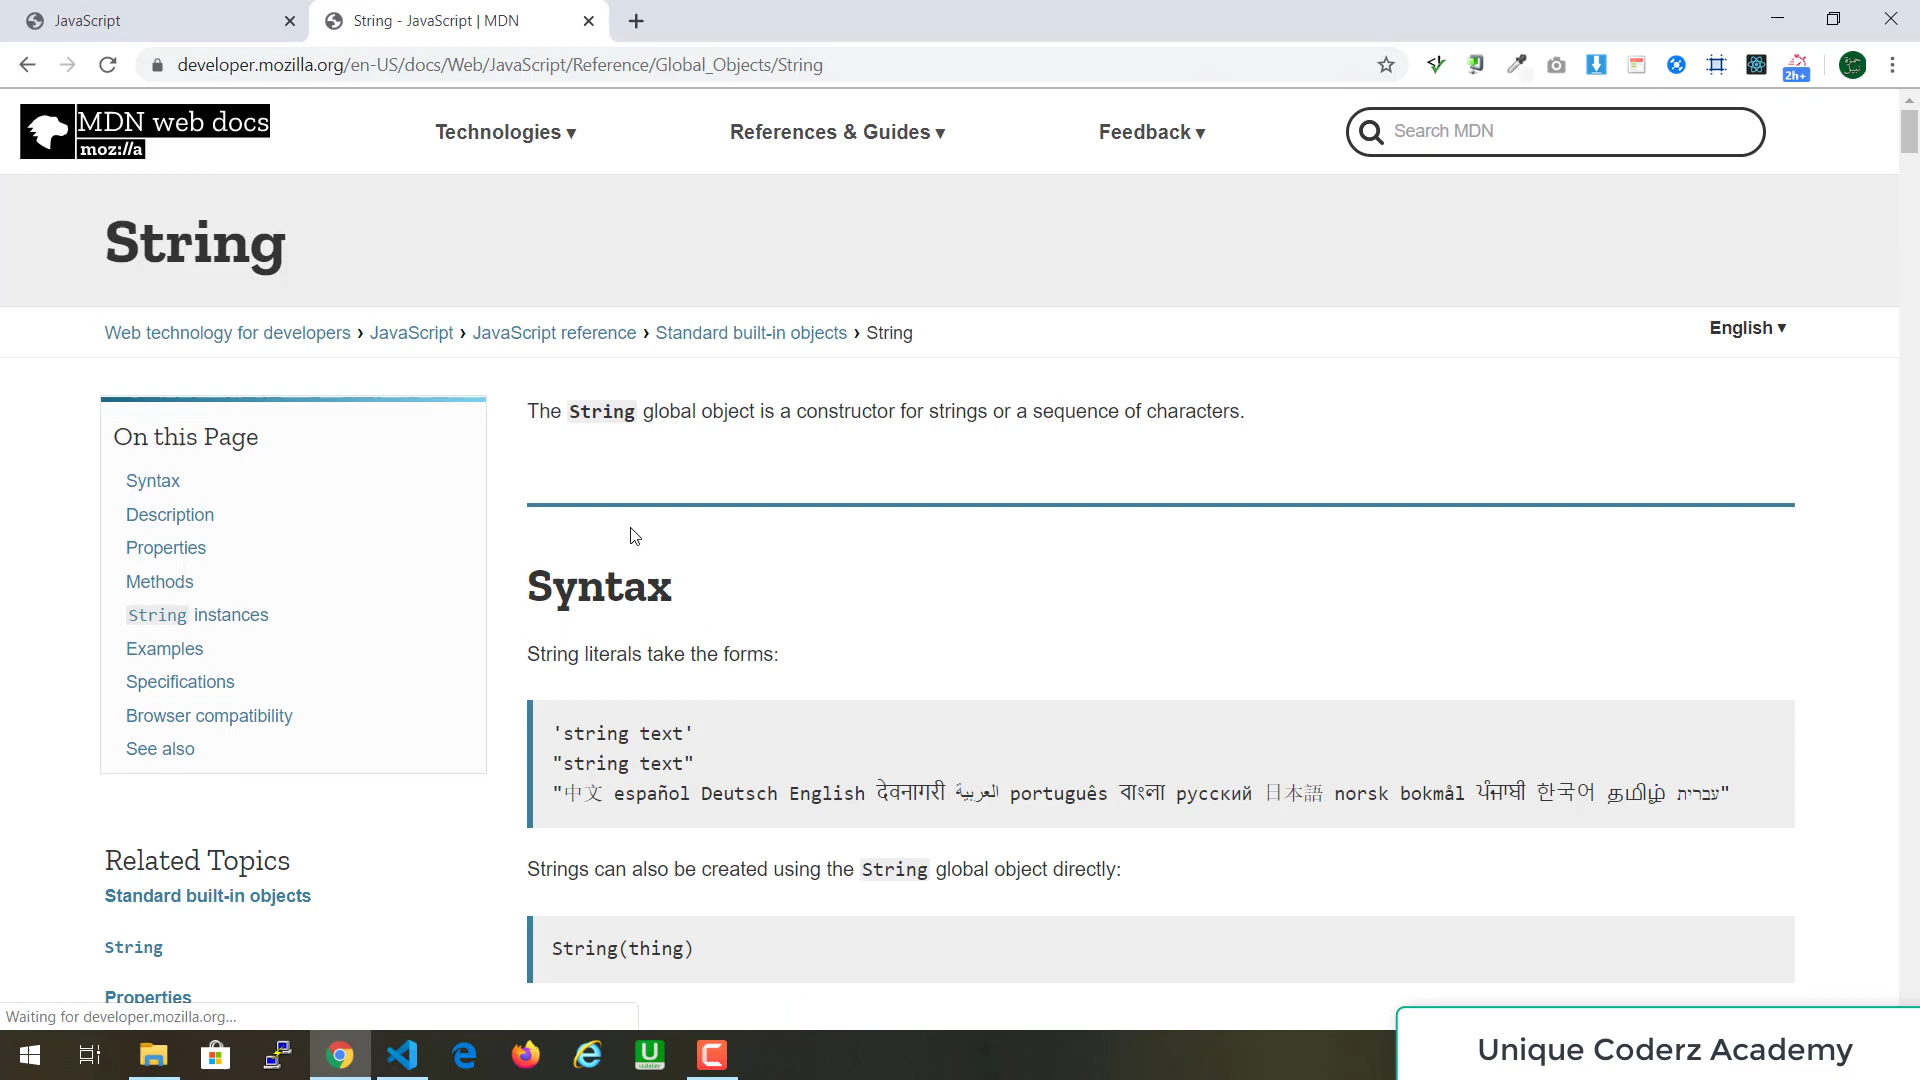 JavaScript
String - JavaScript | MDN
developer.mozilla.org/en-US/docs/Web/JavaScript/Reference/Global_Objects/String
2h+
MDN web docs
moz://a
Technologies ▾
References & Guides ▾
Feedback ▾
Search MDN
String
Web technology for developers › JavaScript › JavaScript reference › Standard built-in objects › String
English ▾
On this Page
Syntax
Description
Properties
Methods
String instances
Examples
Specifications
Browser compatibility
See also
Related Topics
Standard built-in objects
String
Properties
The String global object is a constructor for strings or a sequence of characters.
Syntax
String literals take the forms:
'string text'
"string text"
"中文 español Deutsch English देवनागरी العربية português বাংলা русский 日本語 norsk bokmål ਪੰਜਾਬੀ 한국어 தமிழ் עברית"
Strings can also be created using the String global object directly:
String(thing)
Waiting for developer.mozilla.org...
Unique Coderz Academy